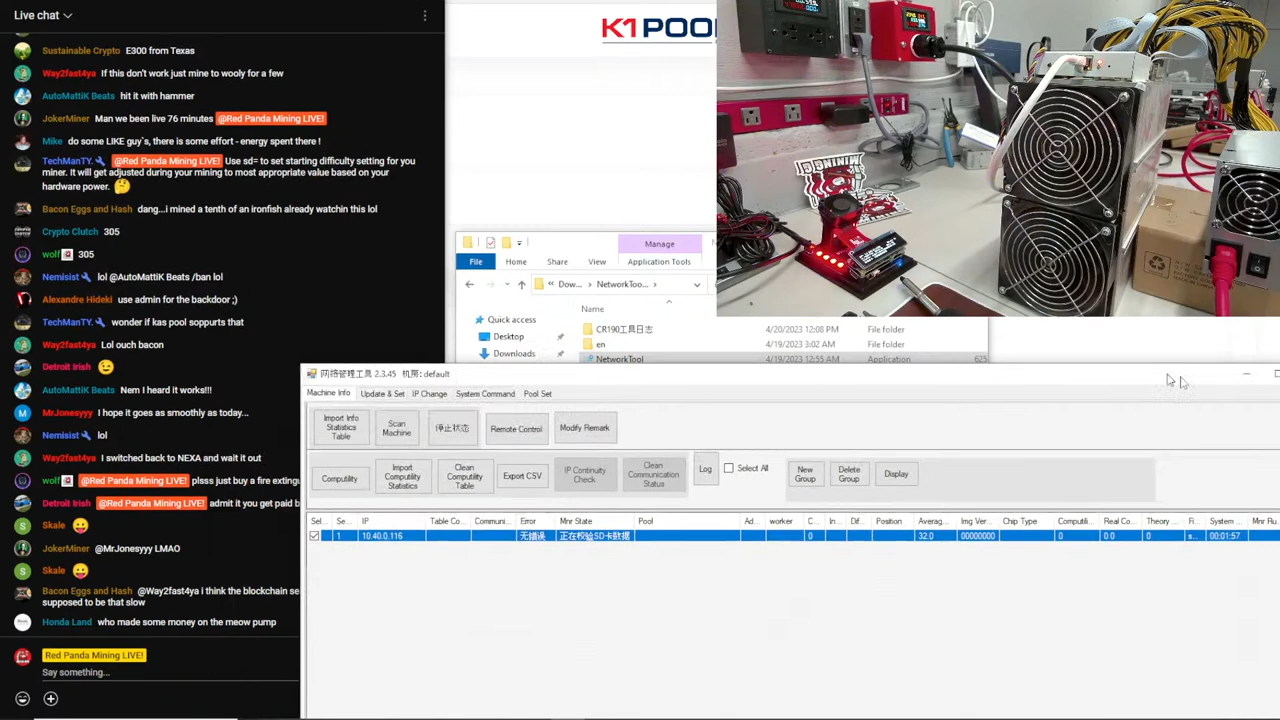 Live chat
Sustainable Crypto E300 from Texas
Way2fast4ya If this don't work just mine to wooly for a few
AutoMattiK Beats hit it with hammer
JokerMiner Man we been live 76 minutes @Red Panda Mining LIVE!
Mike do some LIKE guy`s, there is some effort - energy spent there !
TechManTY. @Red Panda Mining LIVE! Use sd= to set starting difficulty setting for you
miner. It will get adjusted during your mining to most appropriate value based on your
hardware power.
Bacon Eggs and Hash dang...i mined a tenth of an ironfish already watchin this lol
Crypto Clutch 305
wolf 305
Nemisist lol @AutoMattiK Beats /ban lol
Alexandre Hideki use admin for the backdoor ;)
TechManTY. wonder if kas pool soppurts that
Way2fast4ya Lol ouch bacon
Detroit Irish
AutoMattiK Beats Nem I heard it works!!!
MrJonesyyy I hope it goes as smoothly as today...
Nemisist lol
Way2fast4ya I switched back to NEXA and wait it out
wolf @Red Panda Mining LIVE! plsss just buy a fire extingu
Detroit Irish @Red Panda Mining LIVE! admit it you get paid b
Skale
JokerMiner @MrJonesyyy LMAO
Skale
Bacon Eggs and Hash @Way2fast4ya i think the blockchain se
supposed to be that slow
Honda Land who made some money on the meow pump
Red Panda Mining LIVE!
Say something...
K1POOL
Manage
File Home Share View Application Tools
« Dow... › NetworkToo... ›
Name
Quick access
Desktop
Downloads
CR190工具日志 4/20/2023 12:08 PM File folder
en 4/19/2023 3:02 AM File folder
NetworkTool 4/19/2023 12:55 AM Application 625
网络管理工具 2.3.45 机房: default
Machine Info Update & Set IP Change System Command Pool Set
Import Info Statistics Table
Scan Machine
停止状态
Remote Control
Modify Remark
Computility
Import Computility Statistics
Clean Computility Table
Export CSV
IP Continuity Check
Clean Communication Status
Log
Select All
New Group
Delete Group
Display
Sel... Se... IP Table Co... Communi... Error Mnr State Pool Ad... worker C... In... Dif... Position Averag... Img Ver... Chip Type Computili... Real Co... Theory ... Fi... System ... Mnr Ru
1 10.40.0.116 无错误 正在校验SD卡数据 0 0 32.0 00000000 0 0.0 0 s... 00:01:57